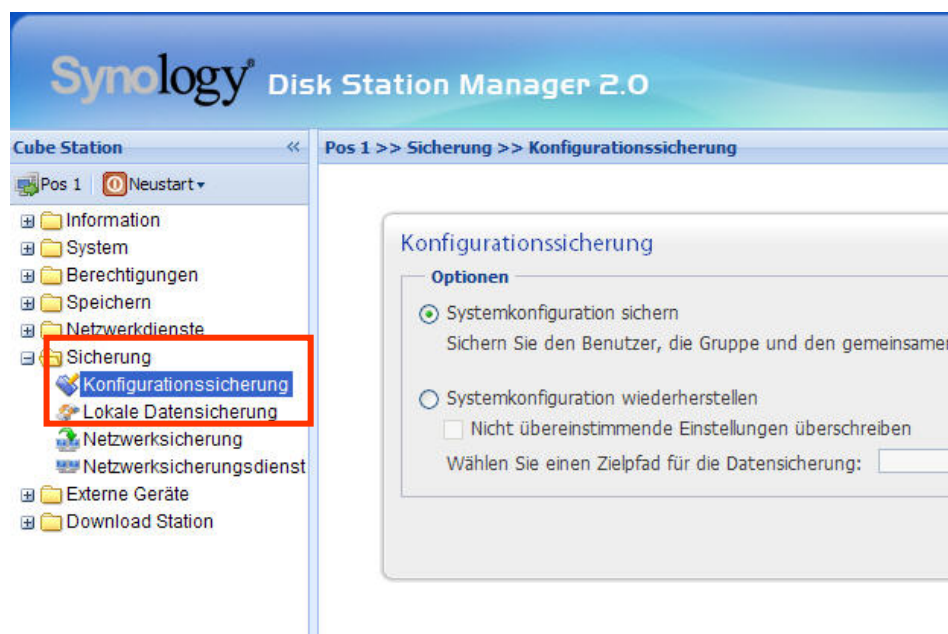 Synology Disk Station Manager 2.0
Cube Station «
Pos 1 >> Sicherung >> Konfigurationssicherung
Pos 1 Neustart
Information
System
Berechtigungen
Speichern
Netzwerkdienste
Sicherung
Konfigurationssicherung
Lokale Datensicherung
Netzwerksicherung
Netzwerksicherungsdienst
Externe Geräte
Download Station
Konfigurationssicherung
Optionen
Systemkonfiguration sichern
Sichern Sie den Benutzer, die Gruppe und den gemeinsamen
Systemkonfiguration wiederherstellen
Nicht übereinstimmende Einstellungen überschreiben
Wählen Sie einen Zielpfad für die Datensicherung: